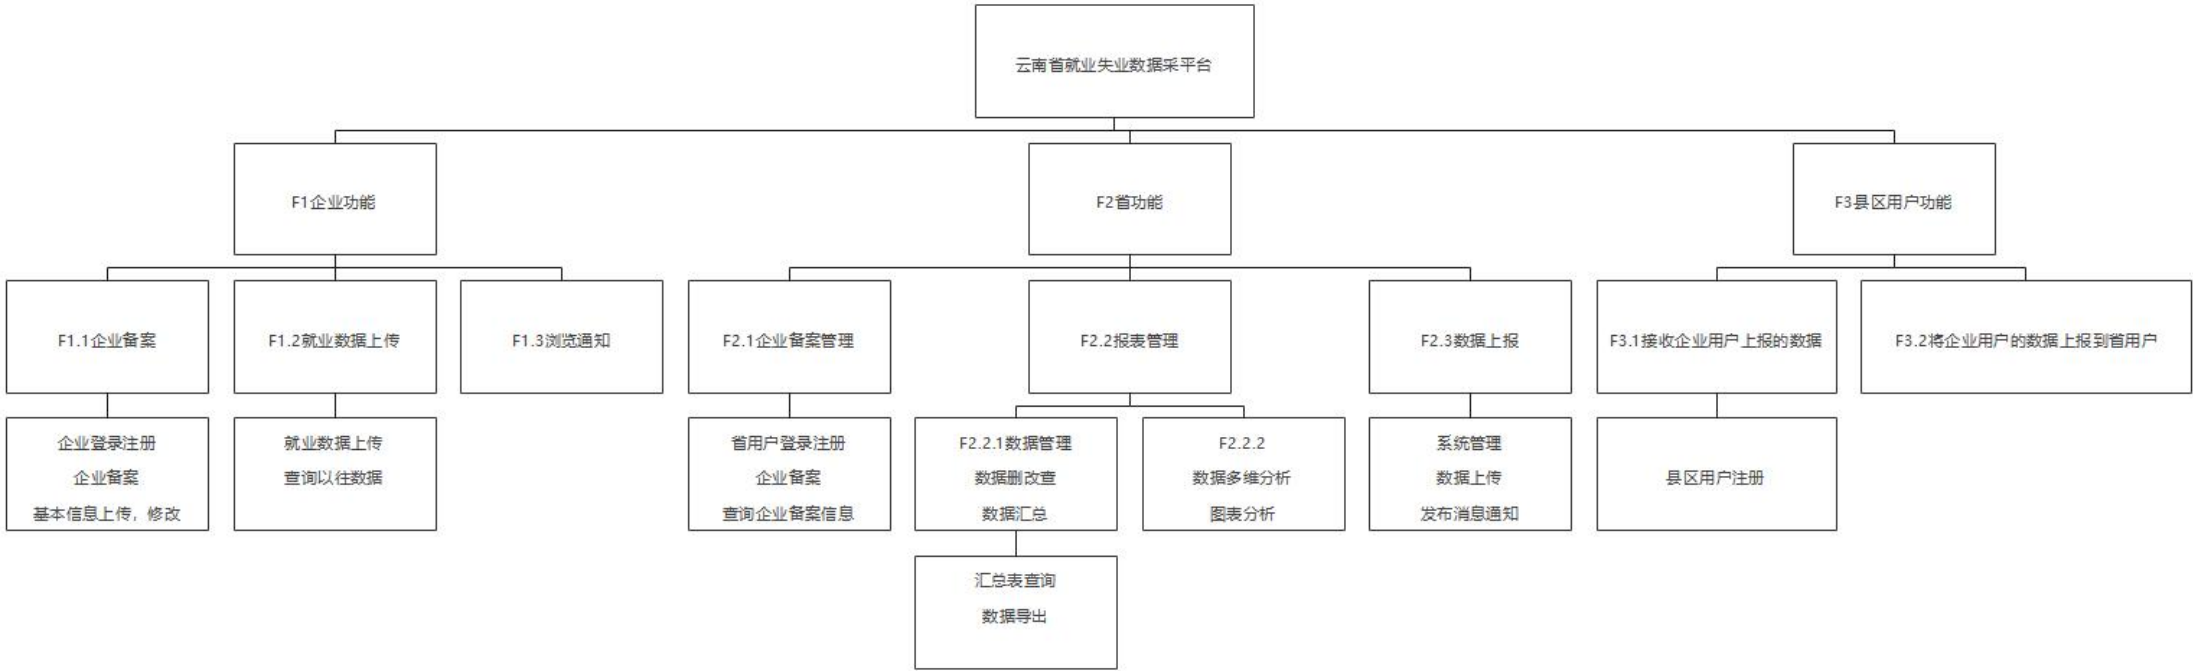 云南省就业失业数据采平台
F1企业功能
F2省功能
F3县区用户功能
F1.1企业备案
F1.2就业数据上传
F1.3浏览通知
F2.1企业备案管理
F2.2报表管理
F2.3数据上报
F3.1接收企业用户上报的数据
F3.2将企业用户的数据上报到省用户
企业登录注册
企业备案
基本信息上传，修改
就业数据上传
查询以往数据
省用户登录注册
企业备案
查询企业备案信息
F2.2.1数据管理
数据删改查
数据汇总
F2.2.2
数据多维分析
图表分析
系统管理
数据上传
发布消息通知
县区用户注册
汇总表查询
数据导出